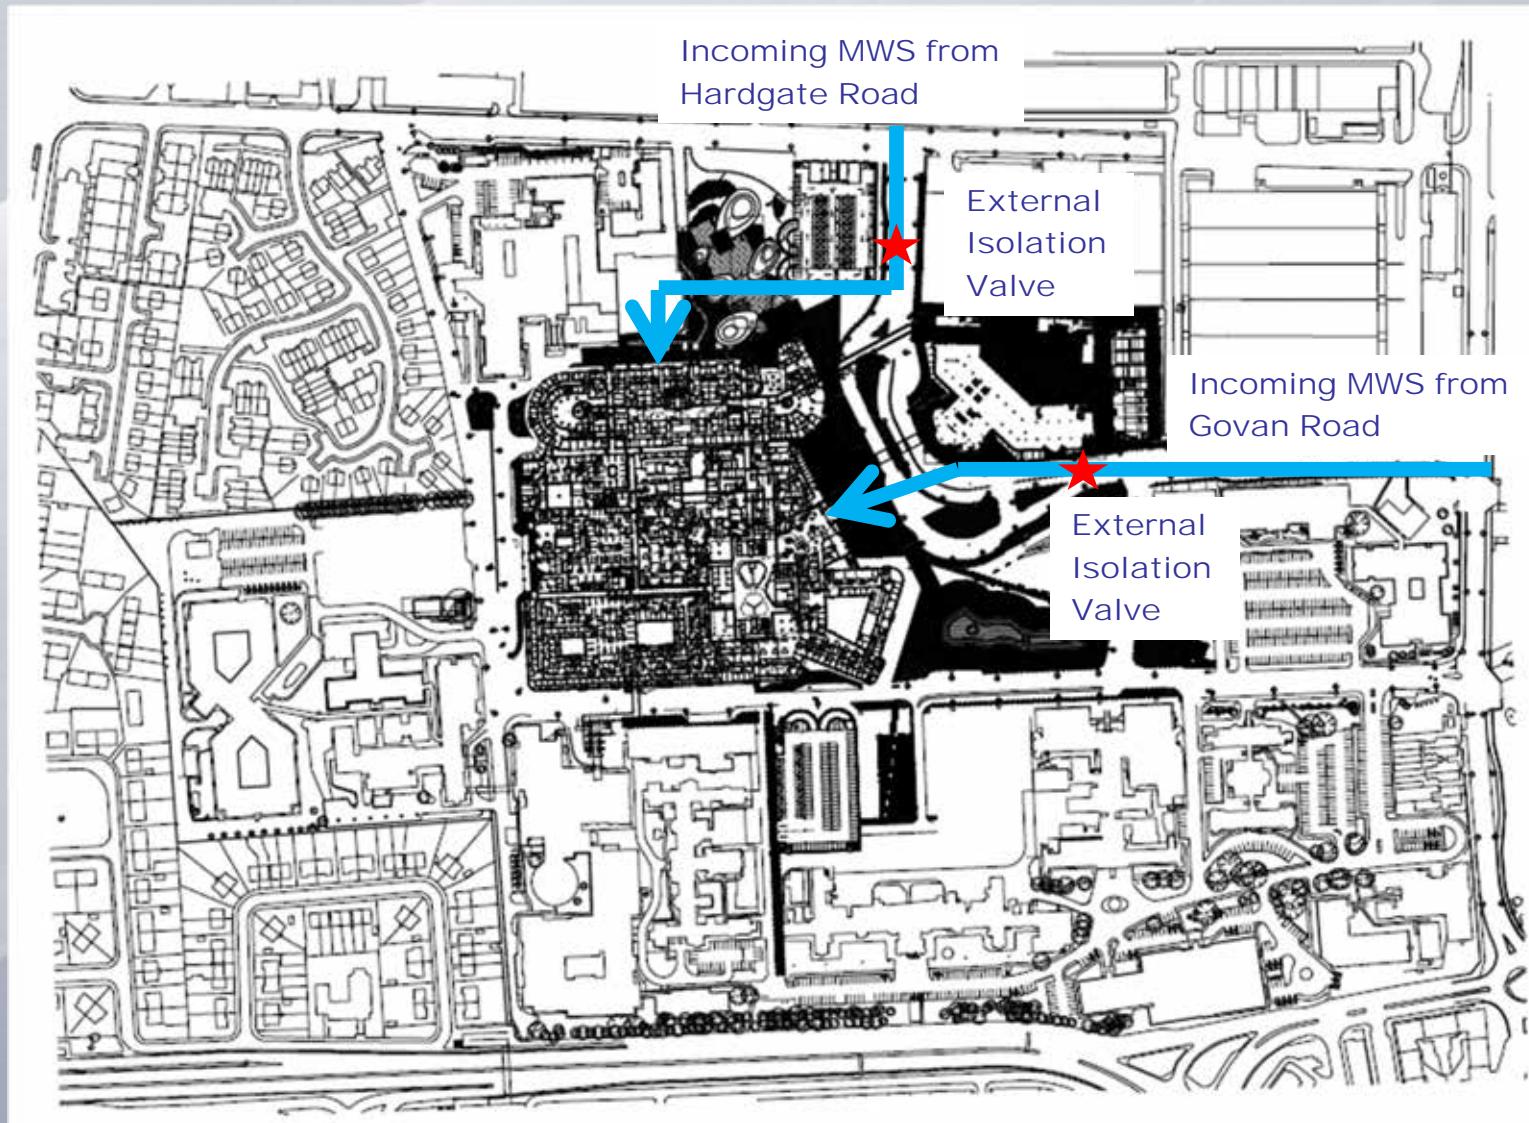 Incoming MWS from
Hardgate Road
External
Isolation
Valve
Incoming MWS from
Govan Road
External
Isolation
Valve